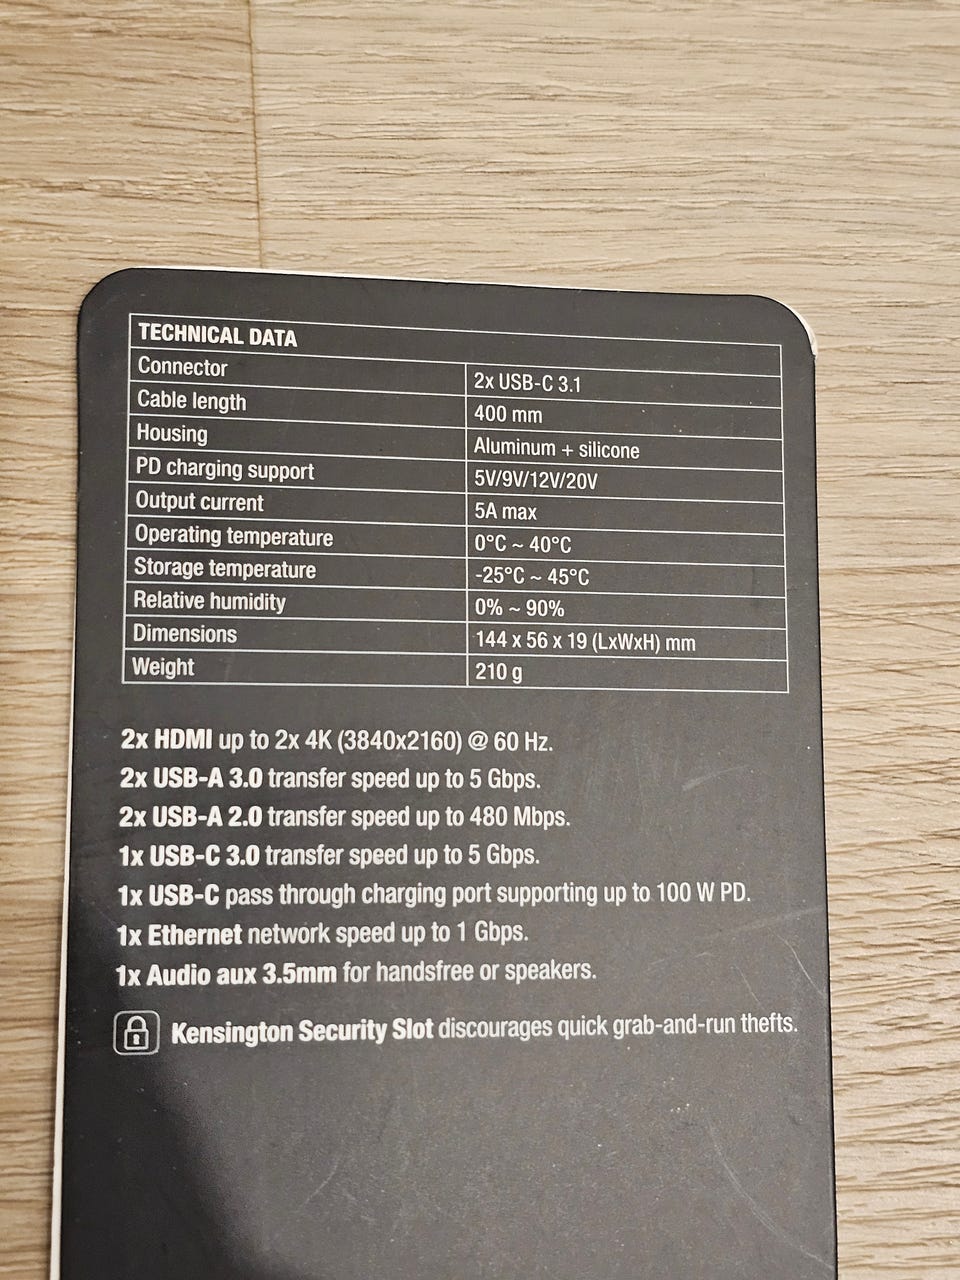 TECHNICAL DATA
Connector 2x USB-C 3.1
Cable length 400 mm
Housing Aluminum + silicone
PD charging support 5V/9V/12V/20V
Output current 5A max
Operating temperature 0°C ~ 40°C
Storage temperature -25°C ~ 45°C
Relative humidity 0% ~ 90%
Dimensions 144 x 56 x 19 (LxWxH) mm
Weight 210 g
2x HDMI up to 2x 4K (3840x2160) @ 60 Hz.
2x USB-A 3.0 transfer speed up to 5 Gbps.
2x USB-A 2.0 transfer speed up to 480 Mbps.
1x USB-C 3.0 transfer speed up to 5 Gbps.
1x USB-C pass through charging port supporting up to 100 W PD.
1x Ethernet network speed up to 1 Gbps.
1x Audio aux 3.5mm for handsfree or speakers.
Kensington Security Slot discourages quick grab-and-run thefts.